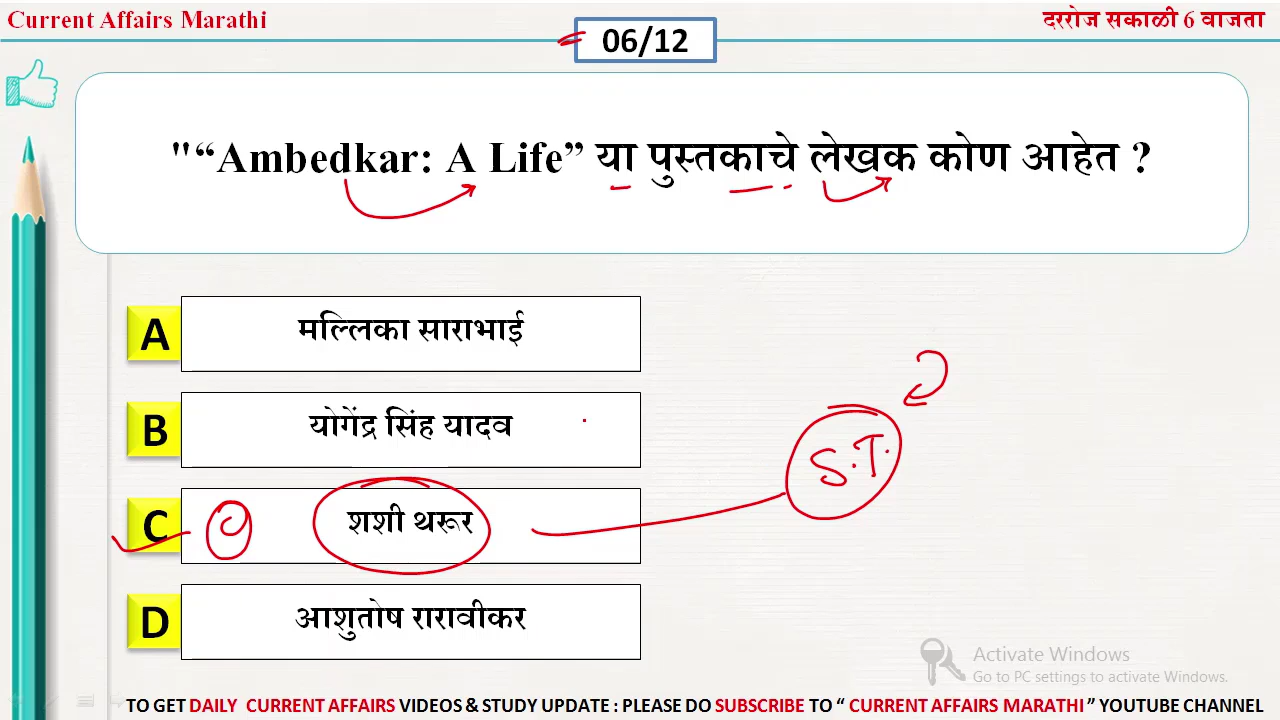 Current Affairs Marathi
दररोज सकाळी 6 वाजता
06/12
"“Ambedkar: A Life” या पुस्तकाचे लेखक कोण आहेत ?
A
मल्लिका साराभाई
B
योगेंद्र सिंह यादव
C
शशी थरूर
S.T.
D
आशुतोष रारावीकर
Activate Windows
Go to PC settings to activate Windows.
TO GET DAILY CURRENT AFFAIRS VIDEOS & STUDY UPDATE : PLEASE DO SUBSCRIBE TO “ CURRENT AFFAIRS MARATHI ” YOUTUBE CHANNEL